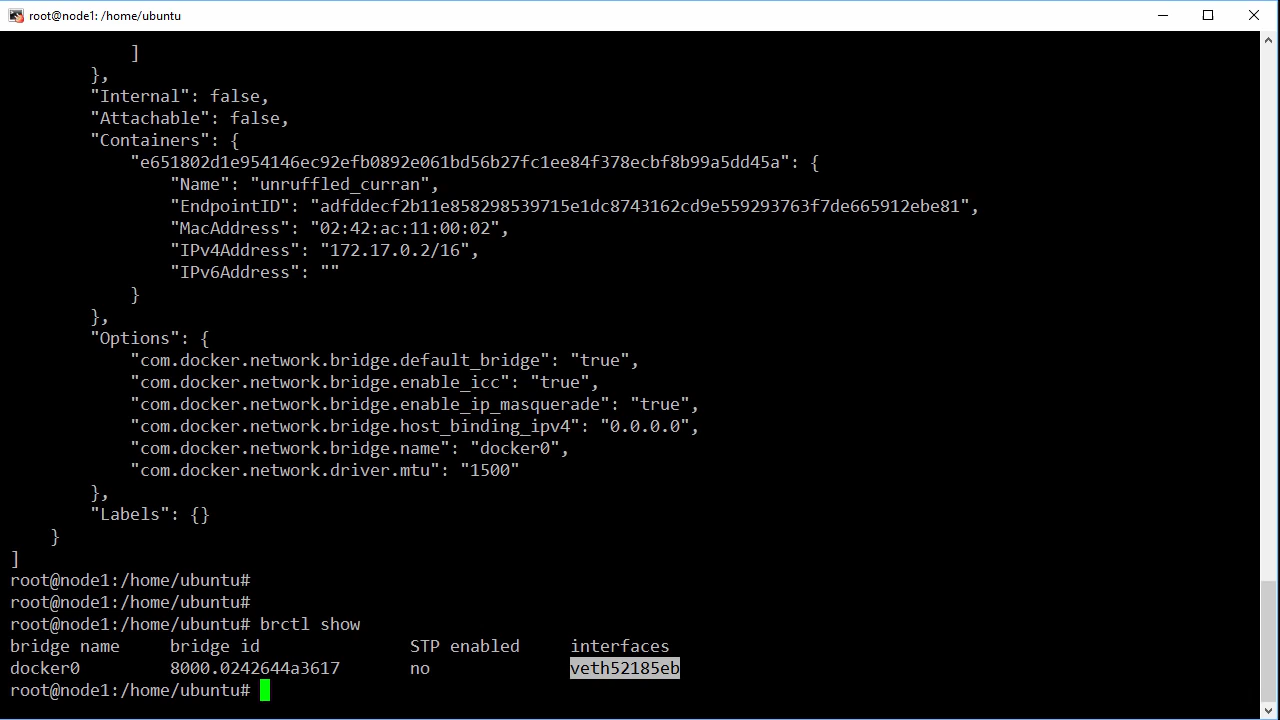 root@node1: /home/ubuntu
]
},
"Internal": false,
"Attachable": false,
"Containers": {
"e651802d1e954146ec92efb0892e061bd56b27fc1ee84f378ecbf8b99a5dd45a": {
"Name": "unruffled_curran",
"EndpointID": "adfddecf2b11e858298539715e1dc8743162cd9e559293763f7de665912ebe81",
"MacAddress": "02:42:ac:11:00:02",
"IPv4Address": "172.17.0.2/16",
"IPv6Address": ""
}
},
"Options": {
"com.docker.network.bridge.default_bridge": "true",
"com.docker.network.bridge.enable_icc": "true",
"com.docker.network.bridge.enable_ip_masquerade": "true",
"com.docker.network.bridge.host_binding_ipv4": "0.0.0.0",
"com.docker.network.bridge.name": "docker0",
"com.docker.network.driver.mtu": "1500"
},
"Labels": {}
}
]
root@node1:/home/ubuntu#
root@node1:/home/ubuntu#
root@node1:/home/ubuntu# brctl show
bridge name bridge id STP enabled interfaces
docker0 8000.0242644a3617 no veth52185eb
root@node1:/home/ubuntu#